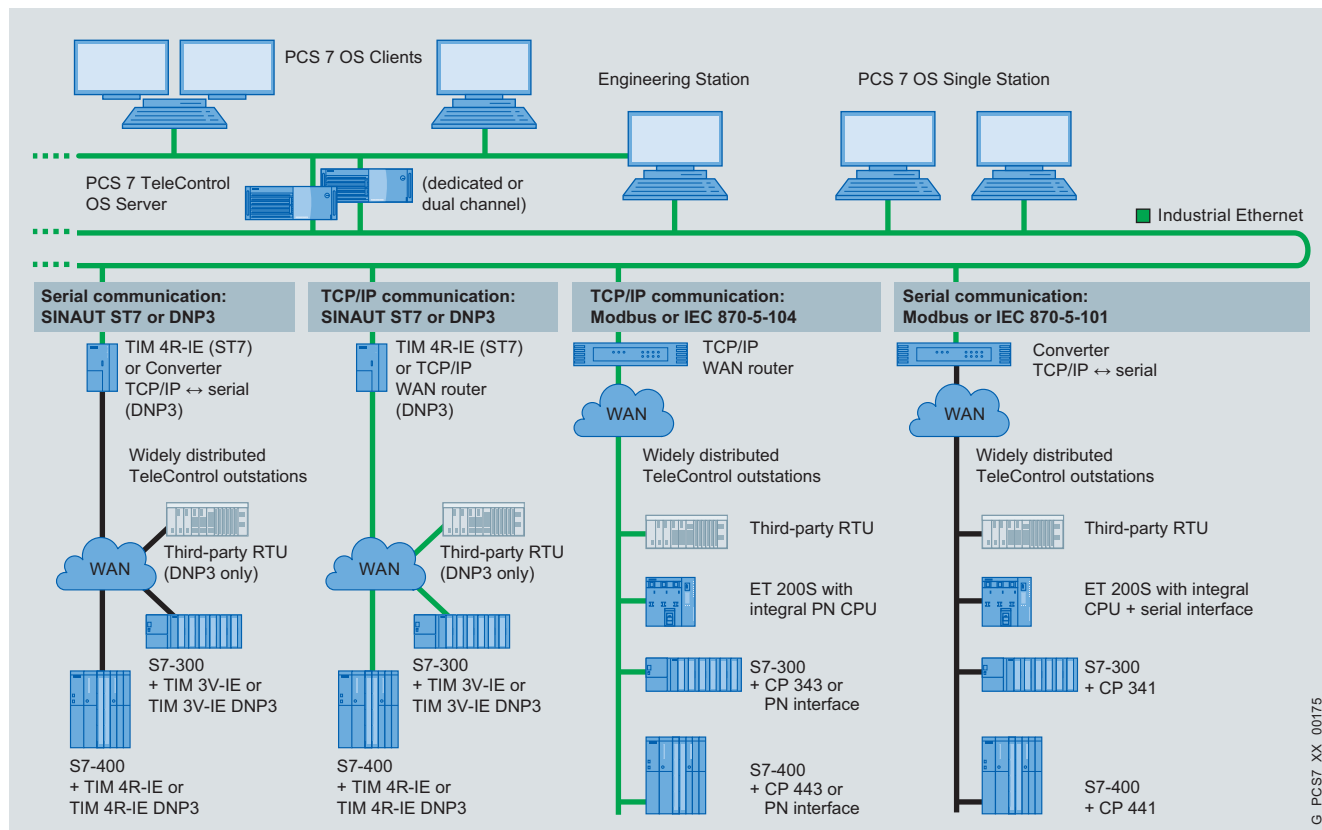 PCS 7 OS Clients
Engineering Station
PCS 7 OS Single Station
PCS 7 TeleControl
OS Server
(dedicated or
dual channel)
Industrial Ethernet
Serial communication:
SINAUT ST7 or DNP3
TIM 4R-IE (ST7)
or Converter
TCP/IP ↔ serial
(DNP3)
Widely distributed
TeleControl outstations
Third-party RTU
(DNP3 only)
WAN
S7-300
+ TIM 3V-IE or
TIM 3V-IE DNP3
S7-400
+ TIM 4R-IE or
TIM 4R-IE DNP3
TCP/IP communication:
SINAUT ST7 or DNP3
TIM 4R-IE (ST7)
or TCP/IP
WAN router
(DNP3)
Third-party RTU
(DNP3 only)
WAN
S7-300
+ TIM 3V-IE or
TIM 3V-IE DNP3
S7-400
+ TIM 4R-IE or
TIM 4R-IE DNP3
TCP/IP communication:
Modbus or IEC 870-5-104
TCP/IP
WAN router
WAN
Widely distributed
TeleControl outstations
Third-party RTU
ET 200S with
integral PN CPU
S7-300
+ CP 343 or
PN interface
S7-400
+ CP 443 or
PN interface
Serial communication:
Modbus or IEC 870-5-101
Converter
TCP/IP ↔ serial
WAN
Widely distributed
TeleControl outstations
Third-party RTU
ET 200S with integral
CPU + serial interface
S7-300
+ CP 341
S7-400
+ CP 441
G_PCS7_XX_00175